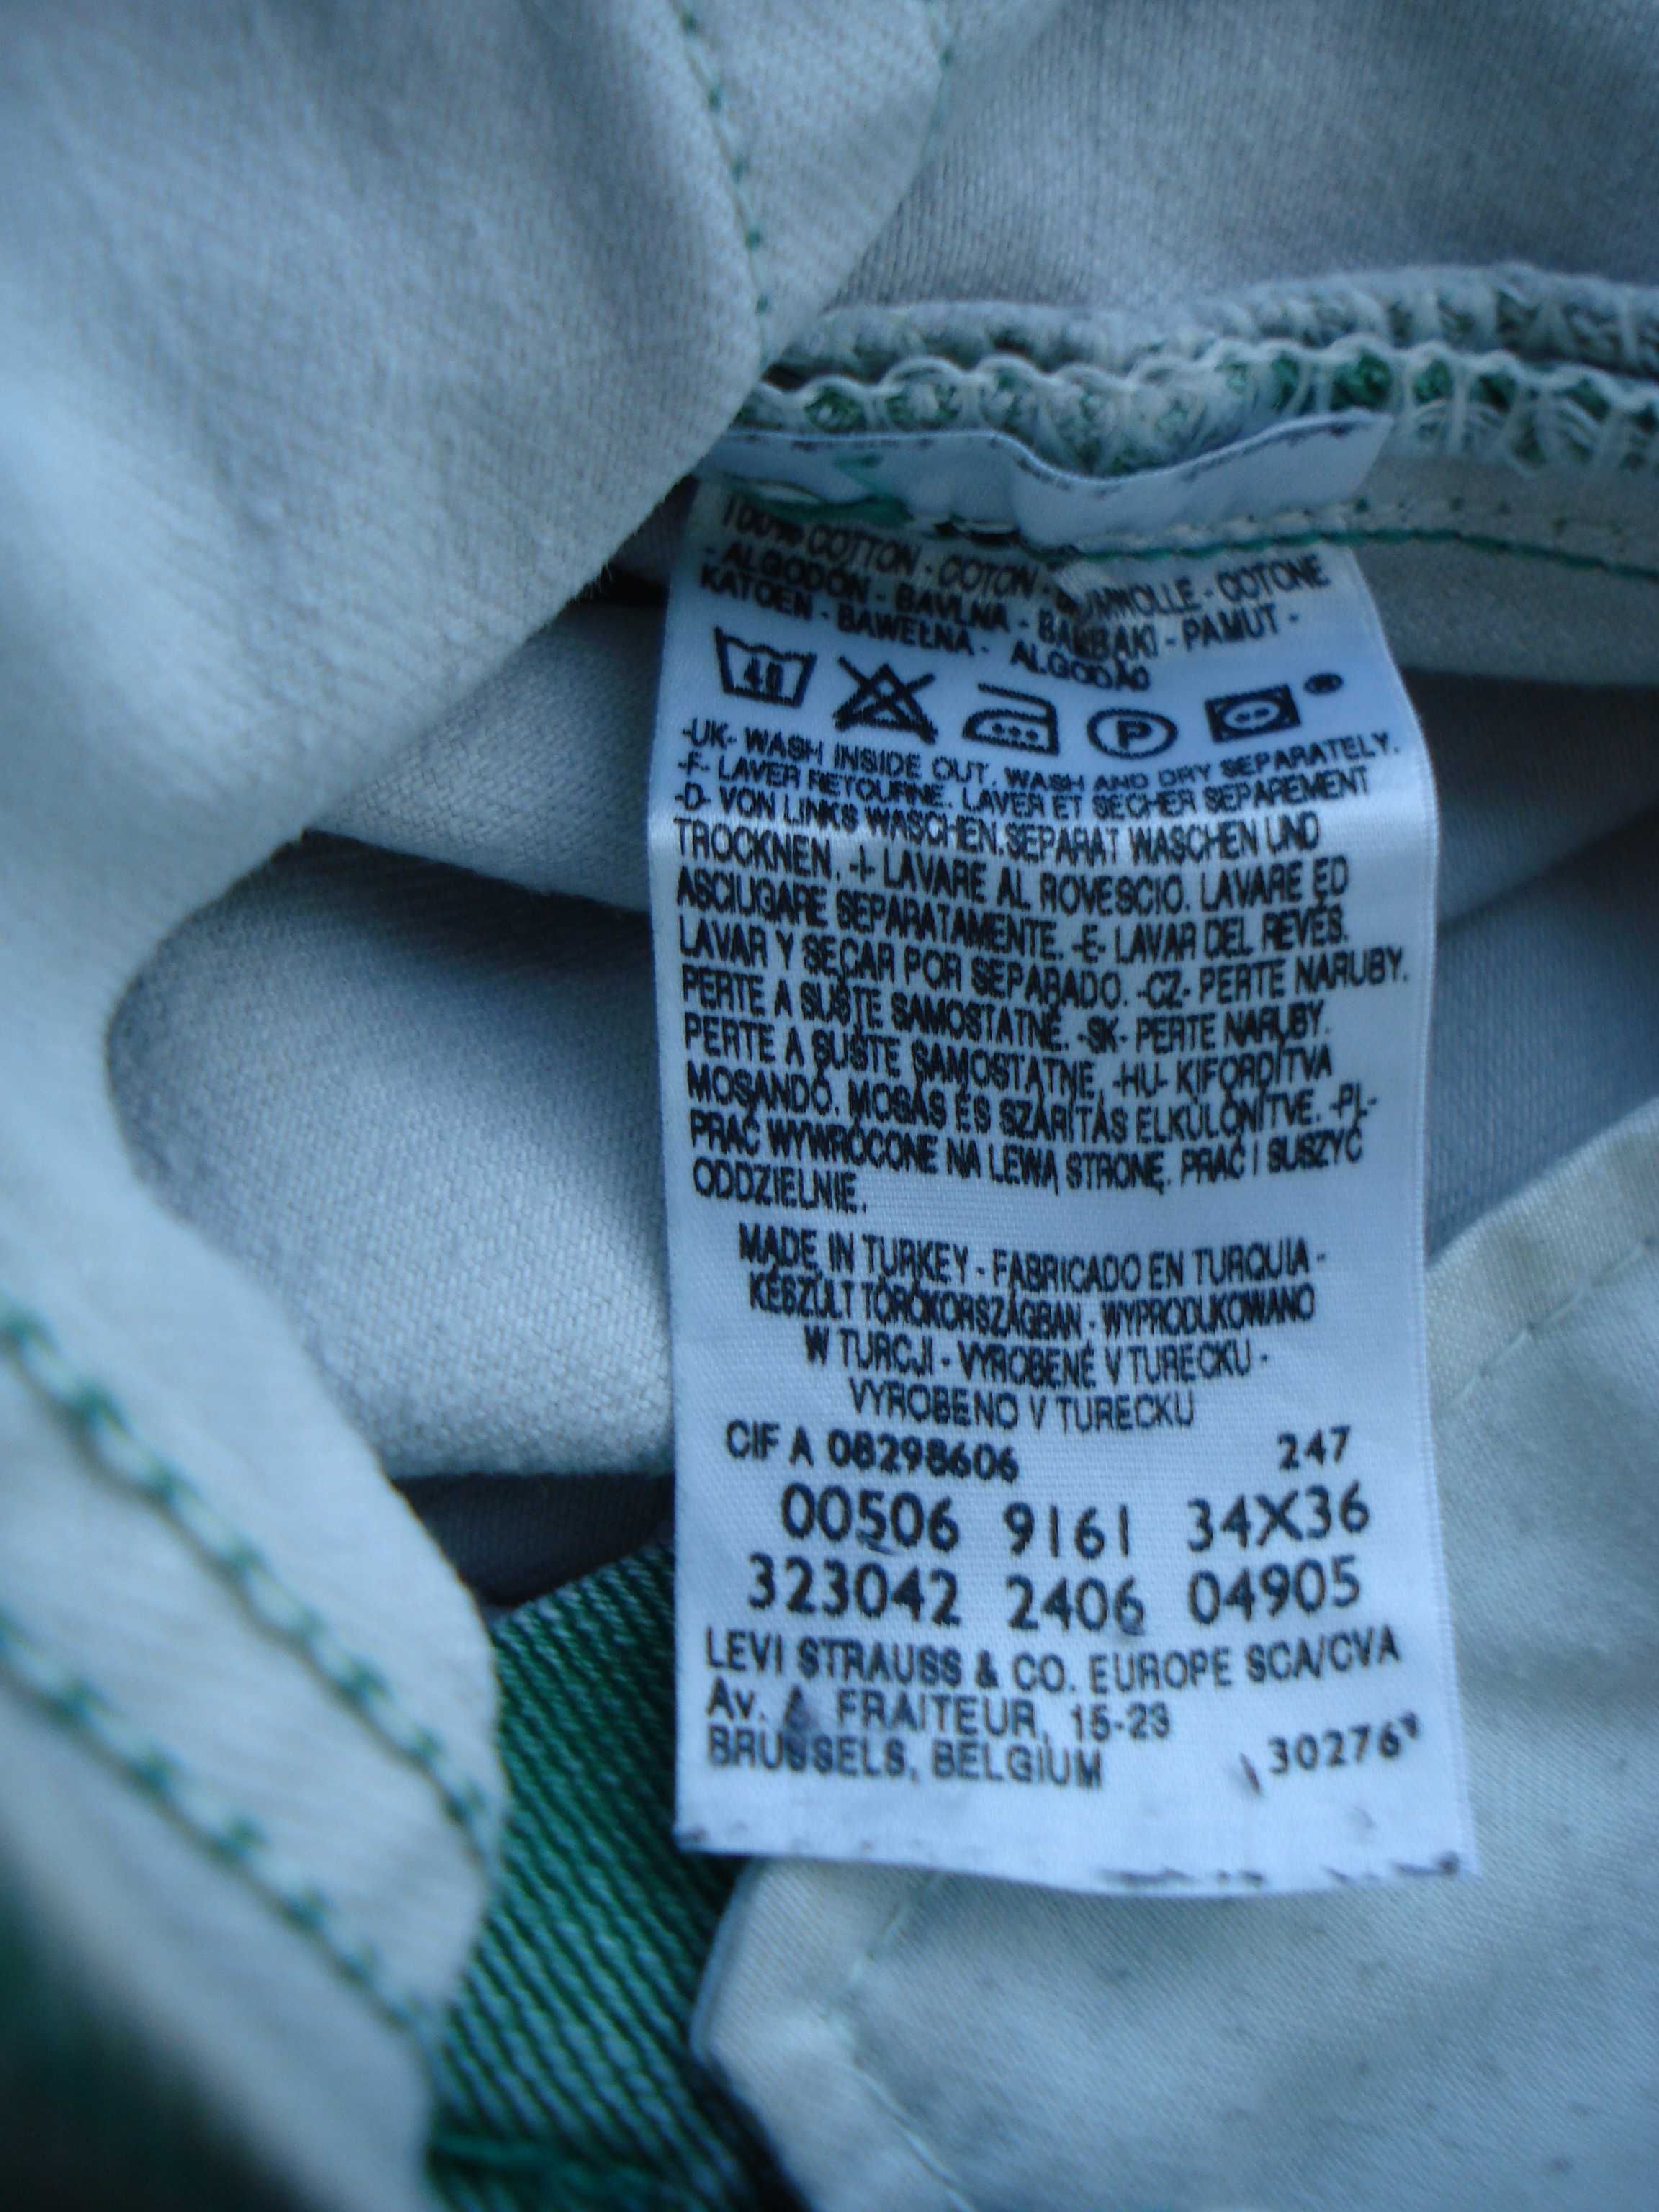 100% COTTON - COTON - BAUMWOLLE - COTONE
- ALGODÓN - BAVLNA - BAMBAKI - PAMUT -
KATOEN - BAWEŁNA - ALGODÃO
40 P
-UK- WASH INSIDE OUT. WASH AND DRY SEPARATELY.
-F- LAVER RETOURNE. LAVER ET SECHER SEPAREMENT
-D- VON LINKS WASCHEN.SEPARAT WASCHEN UND
TROCKNEN. -I- LAVARE AL ROVESCIO. LAVARE ED
ASCIUGARE SEPARATAMENTE. -E- LAVAR DEL REVÉS.
LAVAR Y SECAR POR SEPARADO. -CZ- PERTE NARUBY.
PERTE A SUŠTE SAMOSTATNĚ. -SK- PERTE NARUBY.
PERTE A SUŠTE SAMOSTATNE. -HU- KIFORDÍTVA
MOSANDÓ. MOSÁS ÉS SZÁRÍTÁS ELKÜLÖNÍTVE. -PL-
PRAĆ WYWRÓCONE NA LEWĄ STRONĘ. PRAĆ I SUSZYĆ
ODDZIELNIE.
MADE IN TURKEY - FABRICADO EN TURQUIA -
KÉSZÜLT TÖRÖKORSZÁGBAN - WYPRODUKOWANO
W TURCJI - VYROBENÉ V TURECKU -
VYROBENO V TURECKU
CIF A 08298606 247
00506 9161 34X36
323042 2406 04905
LEVI STRAUSS & CO. EUROPE SCA/CVA
Av. A. FRAITEUR, 15-23
BRUSSELS, BELGIUM 30276